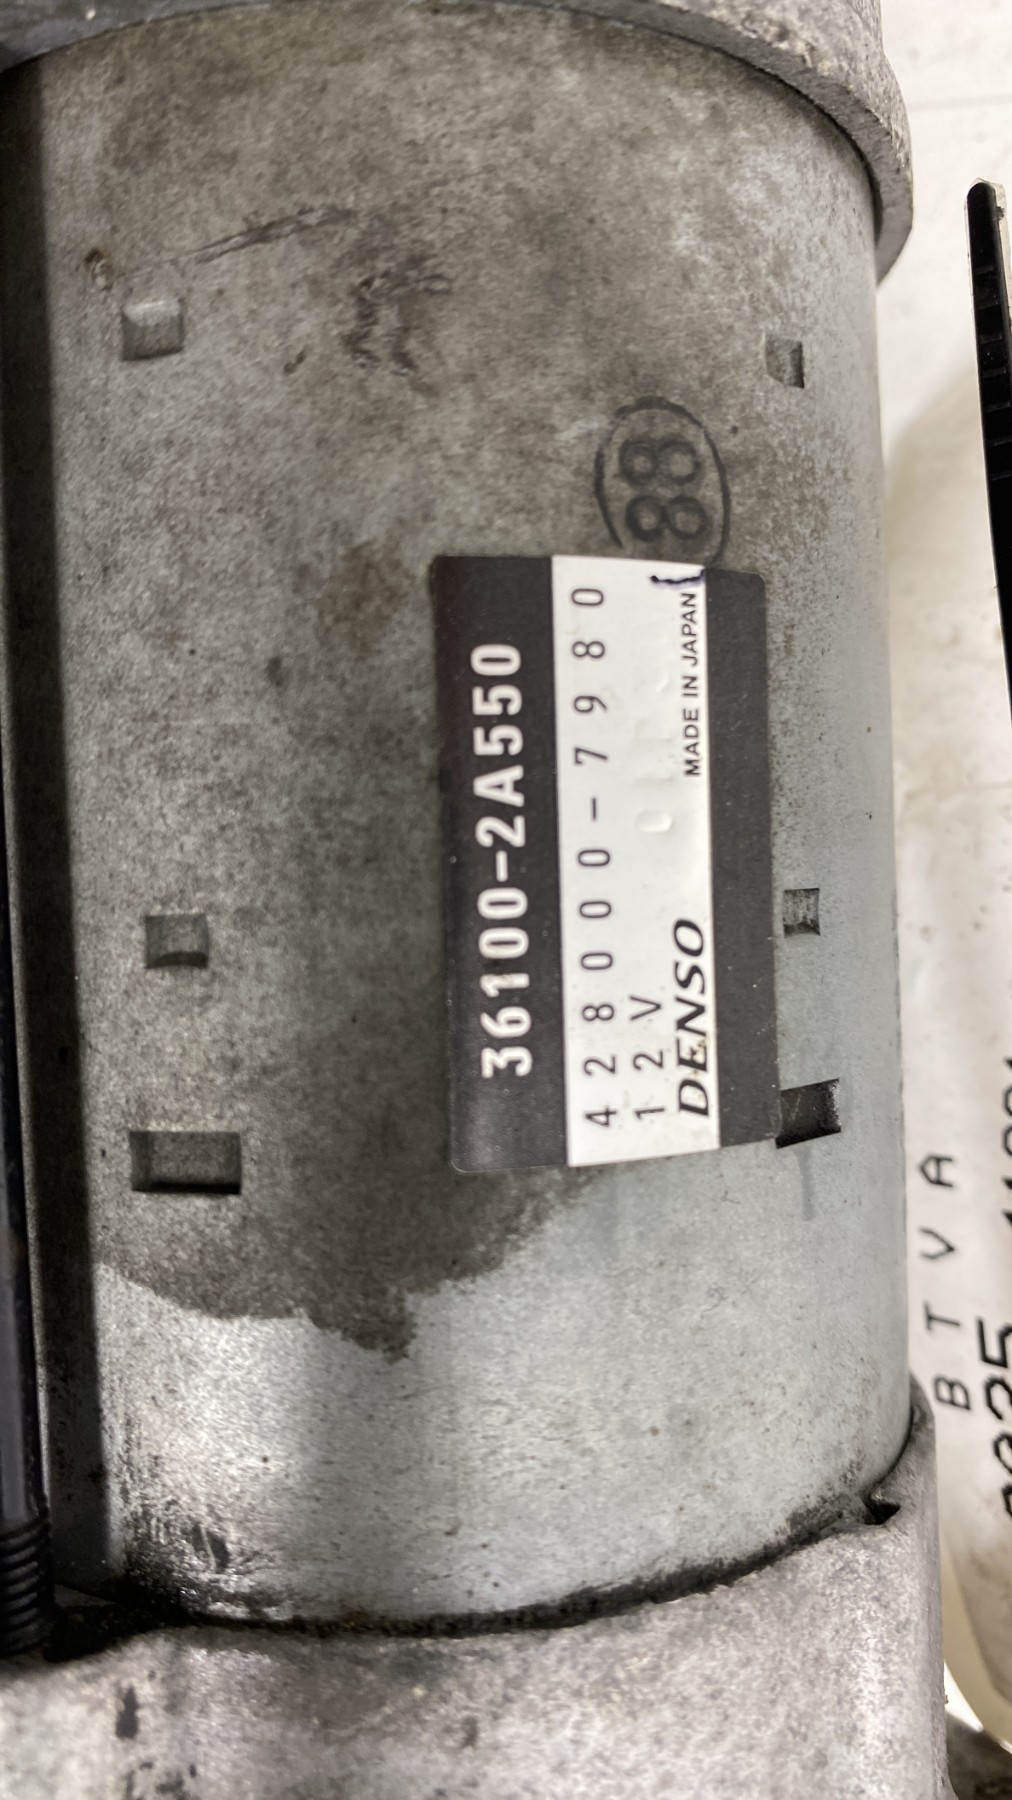 88
36100-2A550
428000-7980
12V
DENSO MADE IN JAPAN
BTVA